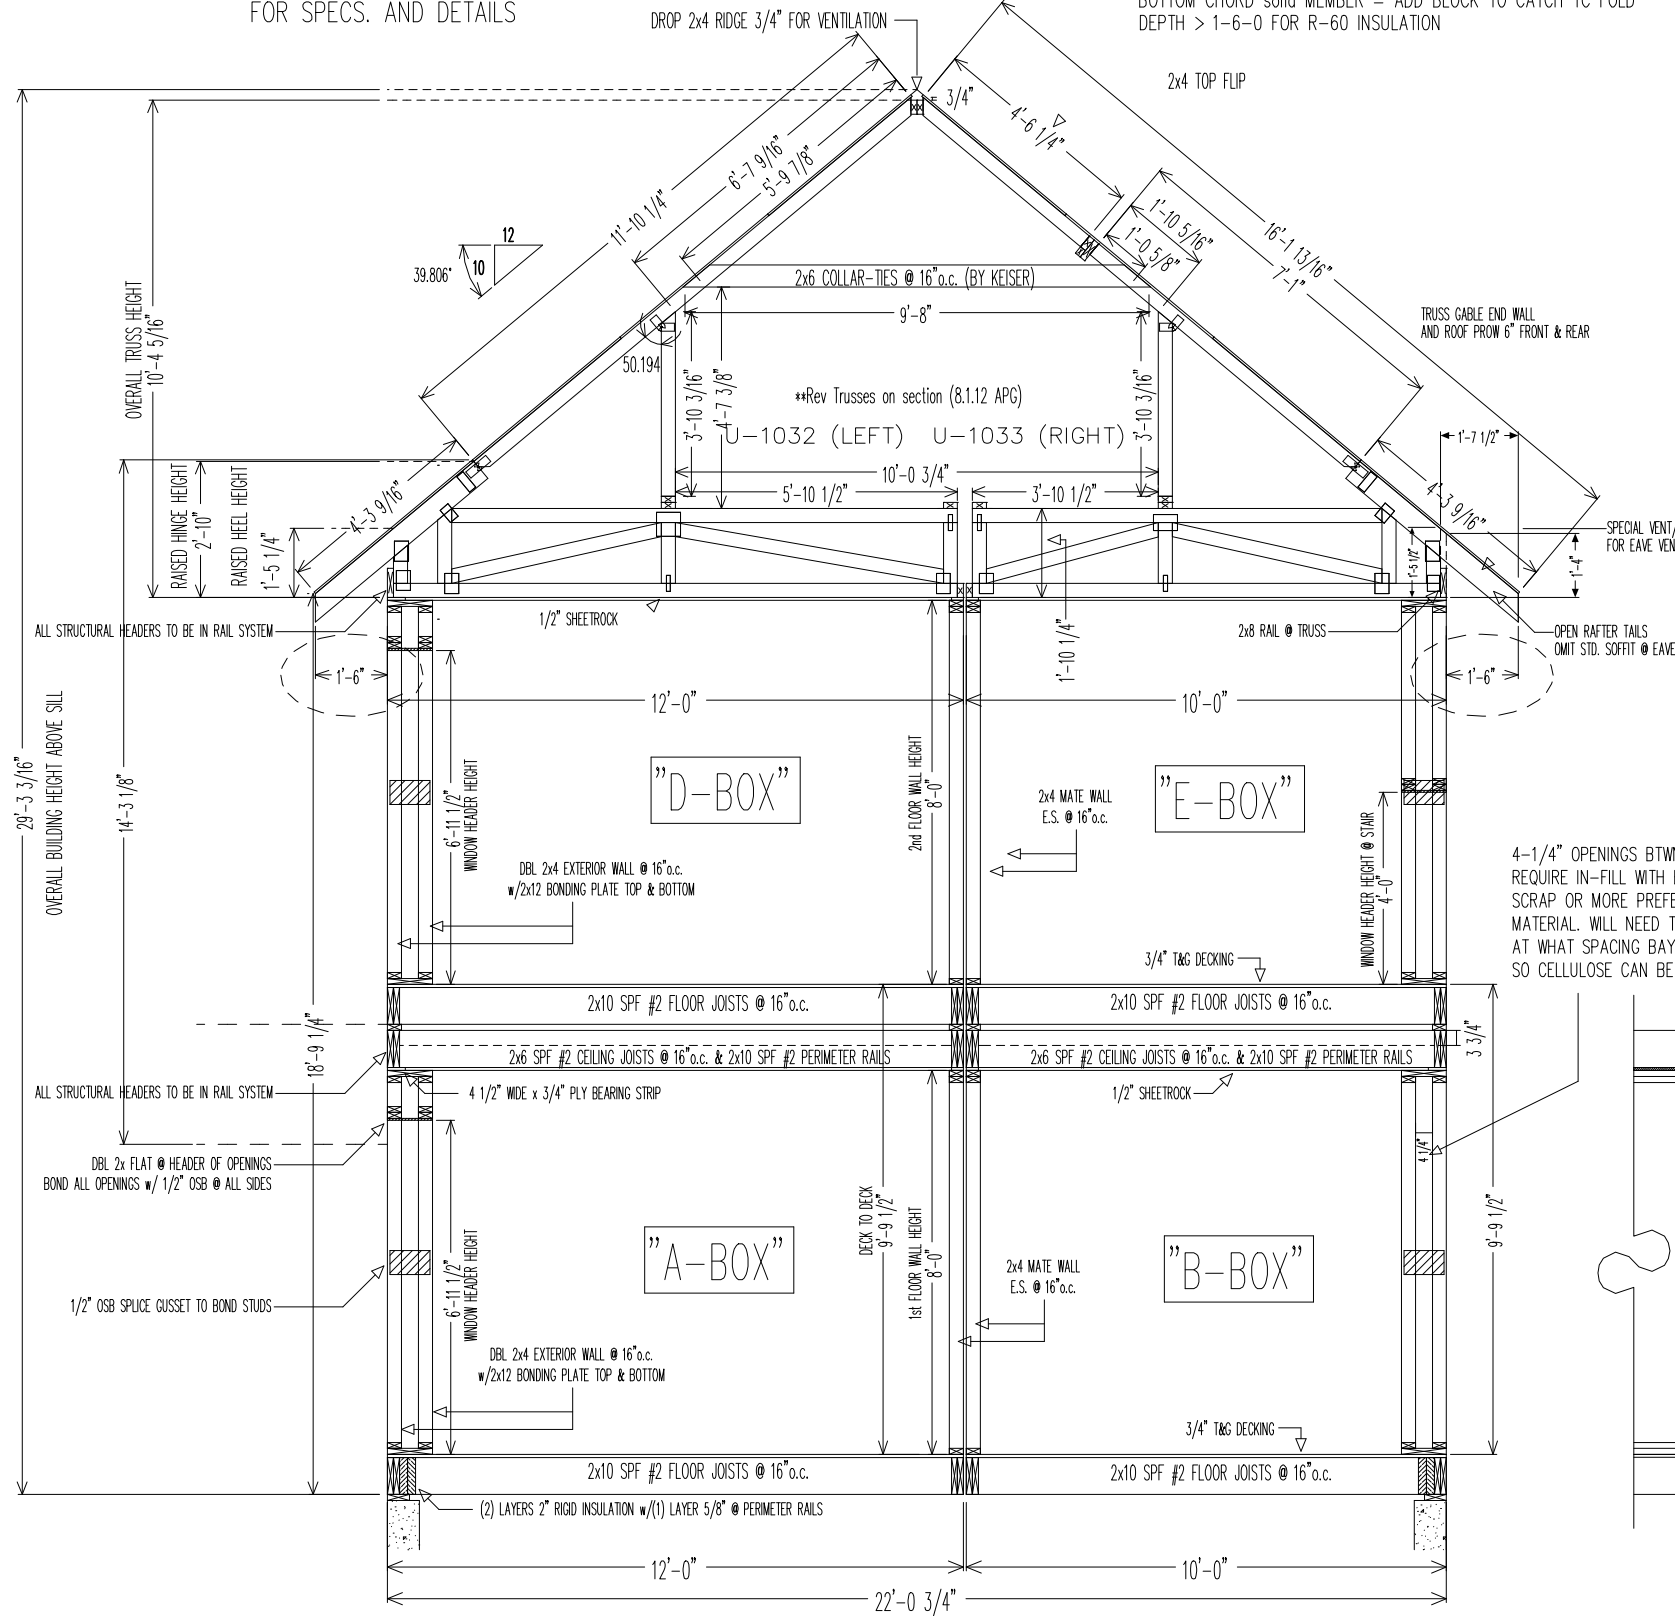 FOR SPECS. AND DETAILS
DROP 2x4 RIDGE 3/4" FOR VENTILATION
DEPTH > 1-6-0 FOR R-60 INSULATION
2x4 TOP FLIP
3/4"
4'-6 1/4"
6'-7 9/16"
5'-9 7/8"
11'-10 1/4"
1'-10 5/16"
1'-0 5/8"
16'-1 13/16"
7'-1"
12
10
39.806°
2x6 COLLAR-TIES @ 16"o.c. (BY KEISER)
9'-8"
50.194
TRUSS GABLE END WALL
AND ROOF PROW 6" FRONT & REAR
OVERALL TRUSS HEIGHT
10'-4 5/16"
3'-10 3/16"
4'-7 3/8"
3'-10 3/16"
**Rev Trusses on section (8.1.12 APG)
U-1032 (LEFT) U-1033 (RIGHT)
10'-0 3/4"
5'-10 1/2"
3'-10 1/2"
1'-7 1/2"
4'-3 9/16"
4'-3 9/16"
RAISED HINGE HEIGHT
2'-10"
RAISED HEEL HEIGHT
1'-5 1/4"
1'-5 1/2"
1'-4"
SPECIAL VENT/
FOR EAVE VEN
1/2" SHEETROCK
1'-10 1/4"
2x8 RAIL @ TRUSS
OPEN RAFTER TAILS
OMIT STD. SOFFIT @ EAVE
ALL STRUCTURAL HEADERS TO BE IN RAIL SYSTEM
1'-6"
1'-6"
12'-0"
10'-0"
29'-3 3/16"
OVERALL BUILDING HEIGHT ABOVE SILL
14'-3 1/8"
18'-9 1/4"
6'-11 1/2"
WINDOW HEADER HEIGHT
"D-BOX"
2nd FLOOR WALL HEIGHT
8'-0"
2x4 MATE WALL
E.S. @ 16"o.c.
"E-BOX"
WINDOW HEADER HEIGHT @ STAIR
4'-0"
DBL 2x4 EXTERIOR WALL @ 16"o.c.
w/2x12 BONDING PLATE TOP & BOTTOM
4-1/4" OPENINGS BTW
REQUIRE IN-FILL WITH
SCRAP OR MORE PREFE
MATERIAL. WILL NEED T
AT WHAT SPACING BAY
SO CELLULOSE CAN BE
3/4" T&G DECKING
2x10 SPF #2 FLOOR JOISTS @ 16"o.c.
2x10 SPF #2 FLOOR JOISTS @ 16"o.c.
2x6 SPF #2 CEILING JOISTS @ 16"o.c. & 2x10 SPF #2 PERIMETER RAILS
2x6 SPF #2 CEILING JOISTS @ 16"o.c. & 2x10 SPF #2 PERIMETER RAILS
3 3/4"
ALL STRUCTURAL HEADERS TO BE IN RAIL SYSTEM
4 1/2" WIDE x 3/4" PLY BEARING STRIP
1/2" SHEETROCK
4 1/4"
DBL 2x FLAT @ HEADER OF OPENINGS
BOND ALL OPENINGS w/ 1/2" OSB @ ALL SIDES
6'-11 1/2"
WINDOW HEADER HEIGHT
"A-BOX"
DECK TO DECK
9'-9 1/2"
1st FLOOR WALL HEIGHT
8'-0"
2x4 MATE WALL
E.S. @ 16"o.c.
"B-BOX"
9'-9 1/2"
1/2" OSB SPLICE GUSSET TO BOND STUDS
DBL 2x4 EXTERIOR WALL @ 16"o.c.
w/2x12 BONDING PLATE TOP & BOTTOM
3/4" T&G DECKING
2x10 SPF #2 FLOOR JOISTS @ 16"o.c.
2x10 SPF #2 FLOOR JOISTS @ 16"o.c.
(2) LAYERS 2" RIGID INSULATION w/(1) LAYER 5/8" @ PERIMETER RAILS
12'-0"
10'-0"
22'-0 3/4"